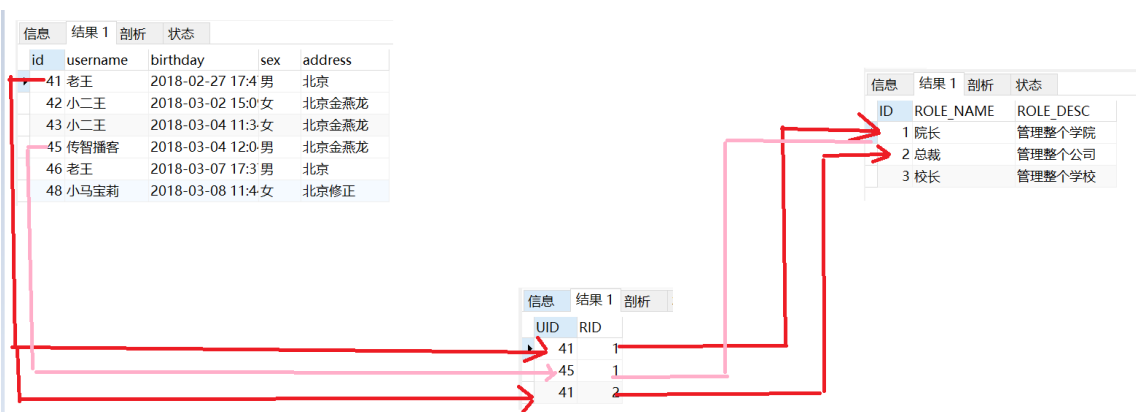 信息 结果 1 剖析 状态
id username birthday sex address
41 老王 2018-02-27 17:4 男 北京
42 小二王 2018-03-02 15:0 女 北京金燕龙
43 小二王 2018-03-04 11:3 女 北京金燕龙
45 传智播客 2018-03-04 12:0 男 北京金燕龙
46 老王 2018-03-07 17:3 男 北京
48 小马宝莉 2018-03-08 11:4 女 北京修正
信息 结果 1 剖析 状态
ID ROLE_NAME ROLE_DESC
1 院长 管理整个学院
2 总裁 管理整个公司
3 校长 管理整个学校
信息 结果 1 剖析
UID RID
41 1
45 1
41 2